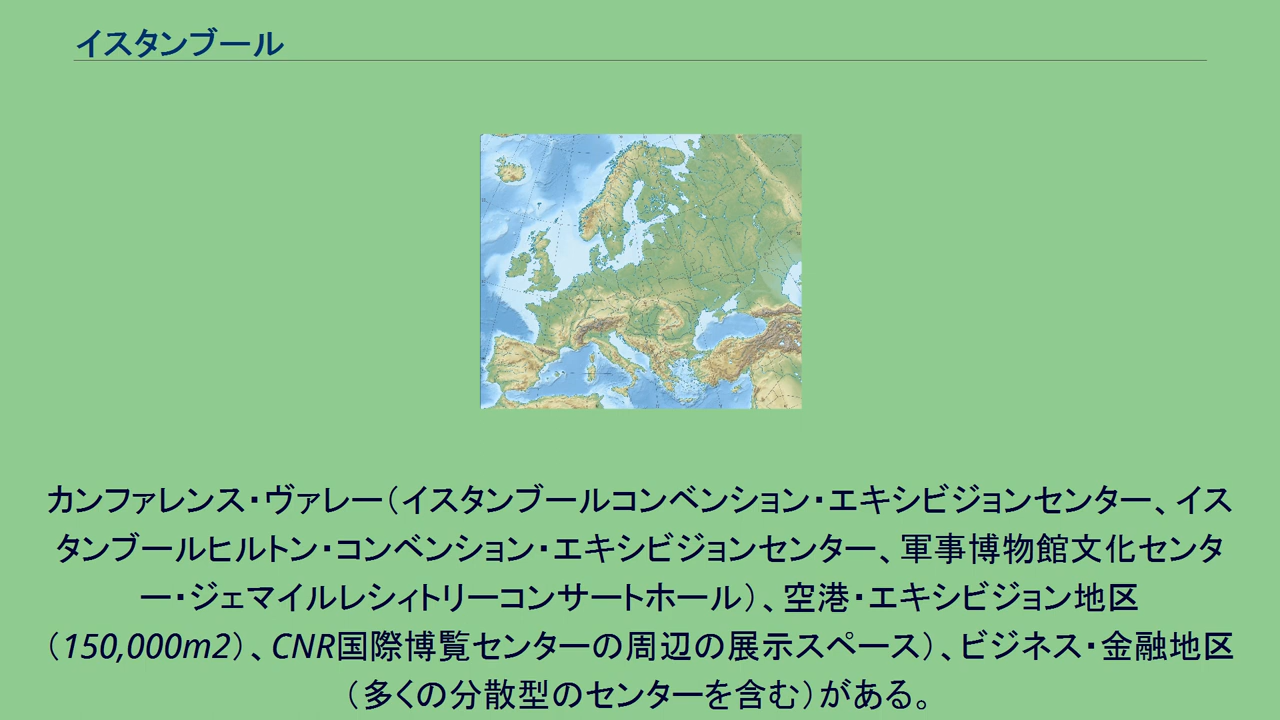 イスタンブール
カンファレンス・ヴァレー（イスタンブールコンベンション・エキシビジョンセンター、イス
タンブールヒルトン・コンベンション・エキシビジョンセンター、軍事博物館文化センタ
ー・ジェマイルレシィトリーコンサートホール）、空港・エキシビジョン地区
（150,000m2）、CNR国際博覧センターの周辺の展示スペース）、ビジネス・金融地区
（多くの分散型のセンターを含む）がある。